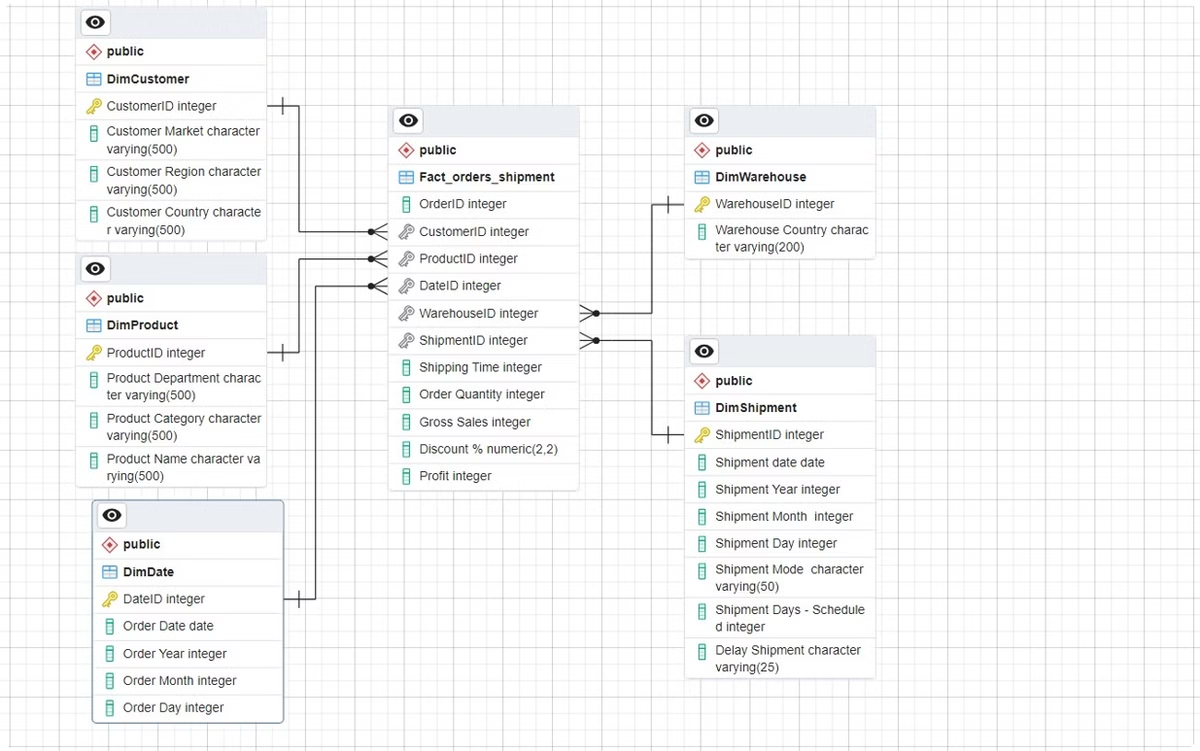 public
DimCustomer
CustomerID integer
Customer Market character
varying(500)
Customer Region character
varying(500)
Customer Country characte
r varying(500)
public
DimProduct
ProductID integer
Product Department charac
ter varying(500)
Product Category character
varying(500)
Product Name character va
rying(500)
public
DimDate
DateID integer
Order Date date
Order Year integer
Order Month integer
Order Day integer
public
Fact_orders_shipment
OrderID integer
CustomerID integer
ProductID integer
DateID integer
WarehouseID integer
ShipmentID integer
Shipping Time integer
Order Quantity integer
Gross Sales integer
Discount % numeric(2,2)
Profit integer
public
DimWarehouse
WarehouseID integer
Warehouse Country charac
ter varying(200)
public
DimShipment
ShipmentID integer
Shipment date date
Shipment Year integer
Shipment Month  integer
Shipment Day integer
Shipment Mode  character
varying(50)
Shipment Days - Schedule
d integer
Delay Shipment character
varying(25)